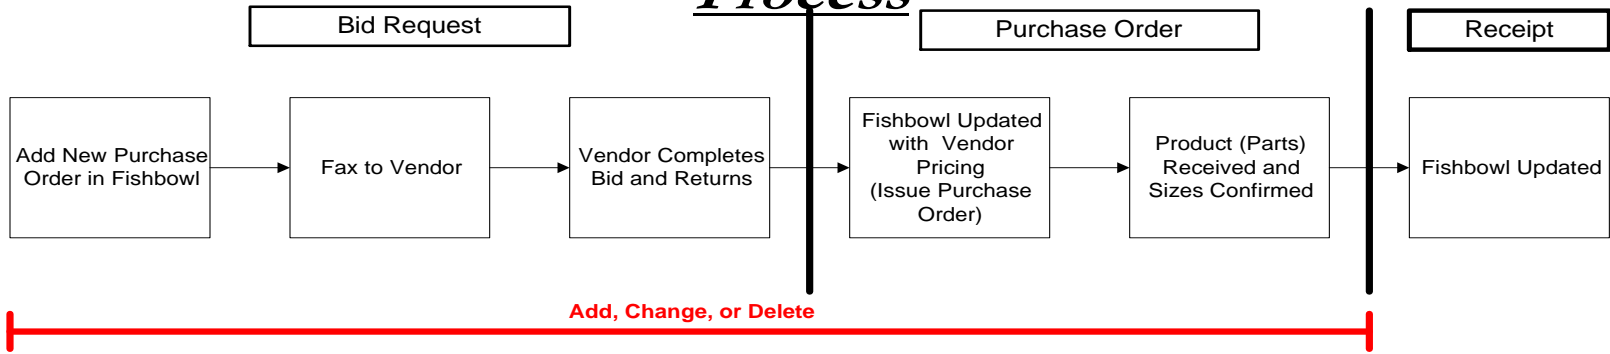 Process
Bid Request
Purchase Order
Receipt
Add New Purchase
Order in Fishbowl
Fax to Vendor
Vendor Completes
Bid and Returns
Fishbowl Updated
with Vendor
Pricing
(Issue Purchase
Order)
Product (Parts)
Received and
Sizes Confirmed
Fishbowl Updated
Add, Change, or Delete